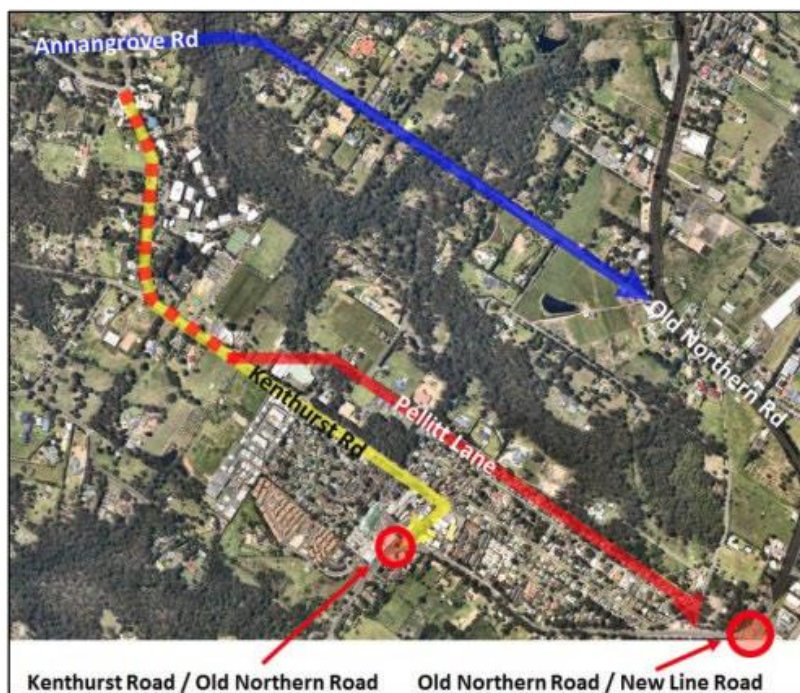 Annangrove Rd
Old Northern Rd
Kenthurst Rd
Pellitt Lane
Kenthurst Road / Old Northern Road
Old Northern Road / New Line Road